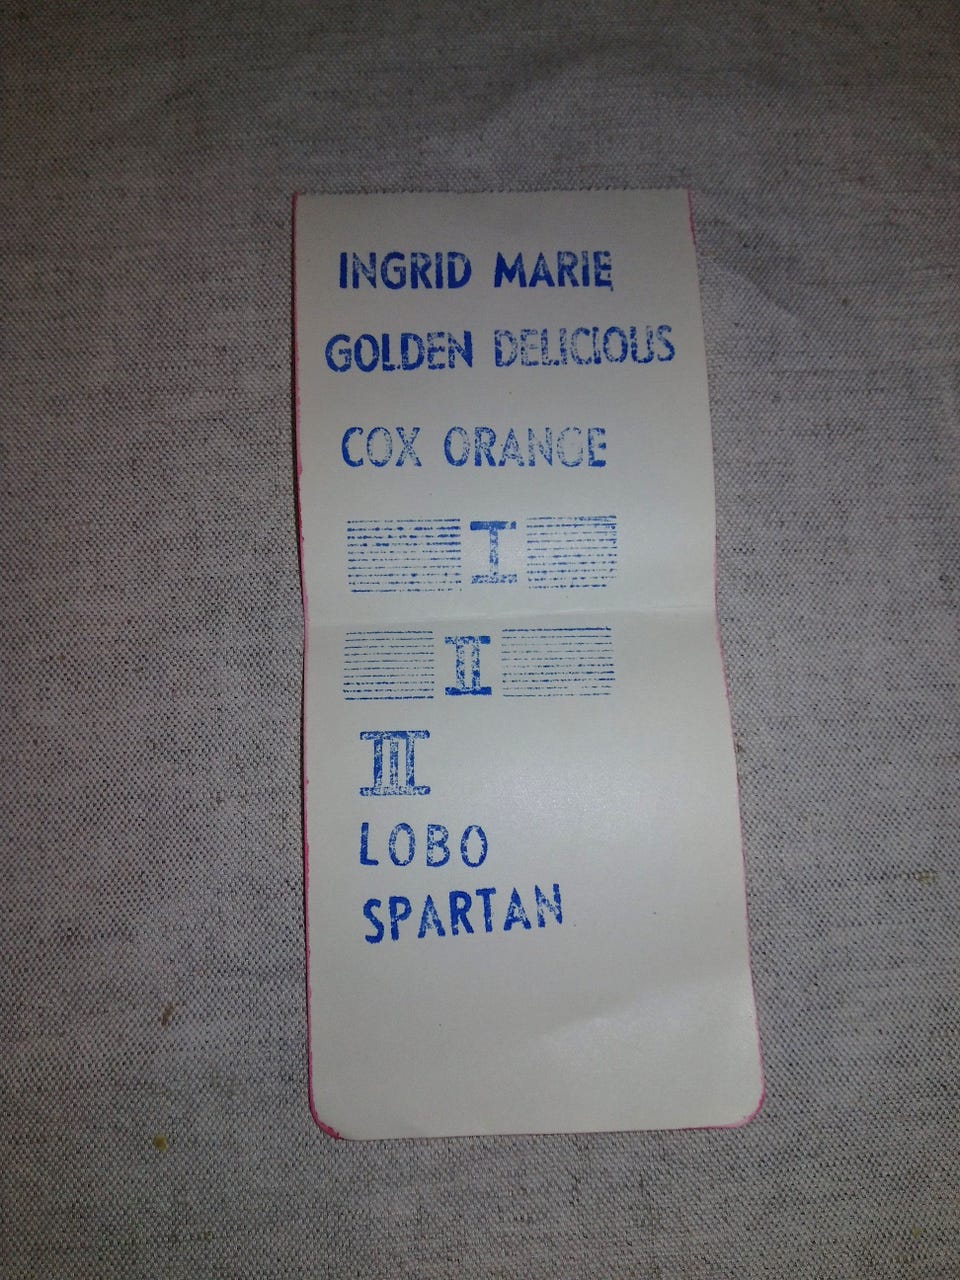 INGRID MARIE
GOLDEN DELICIOUS
COX ORANGE
I
II
III
LOBO
SPARTAN